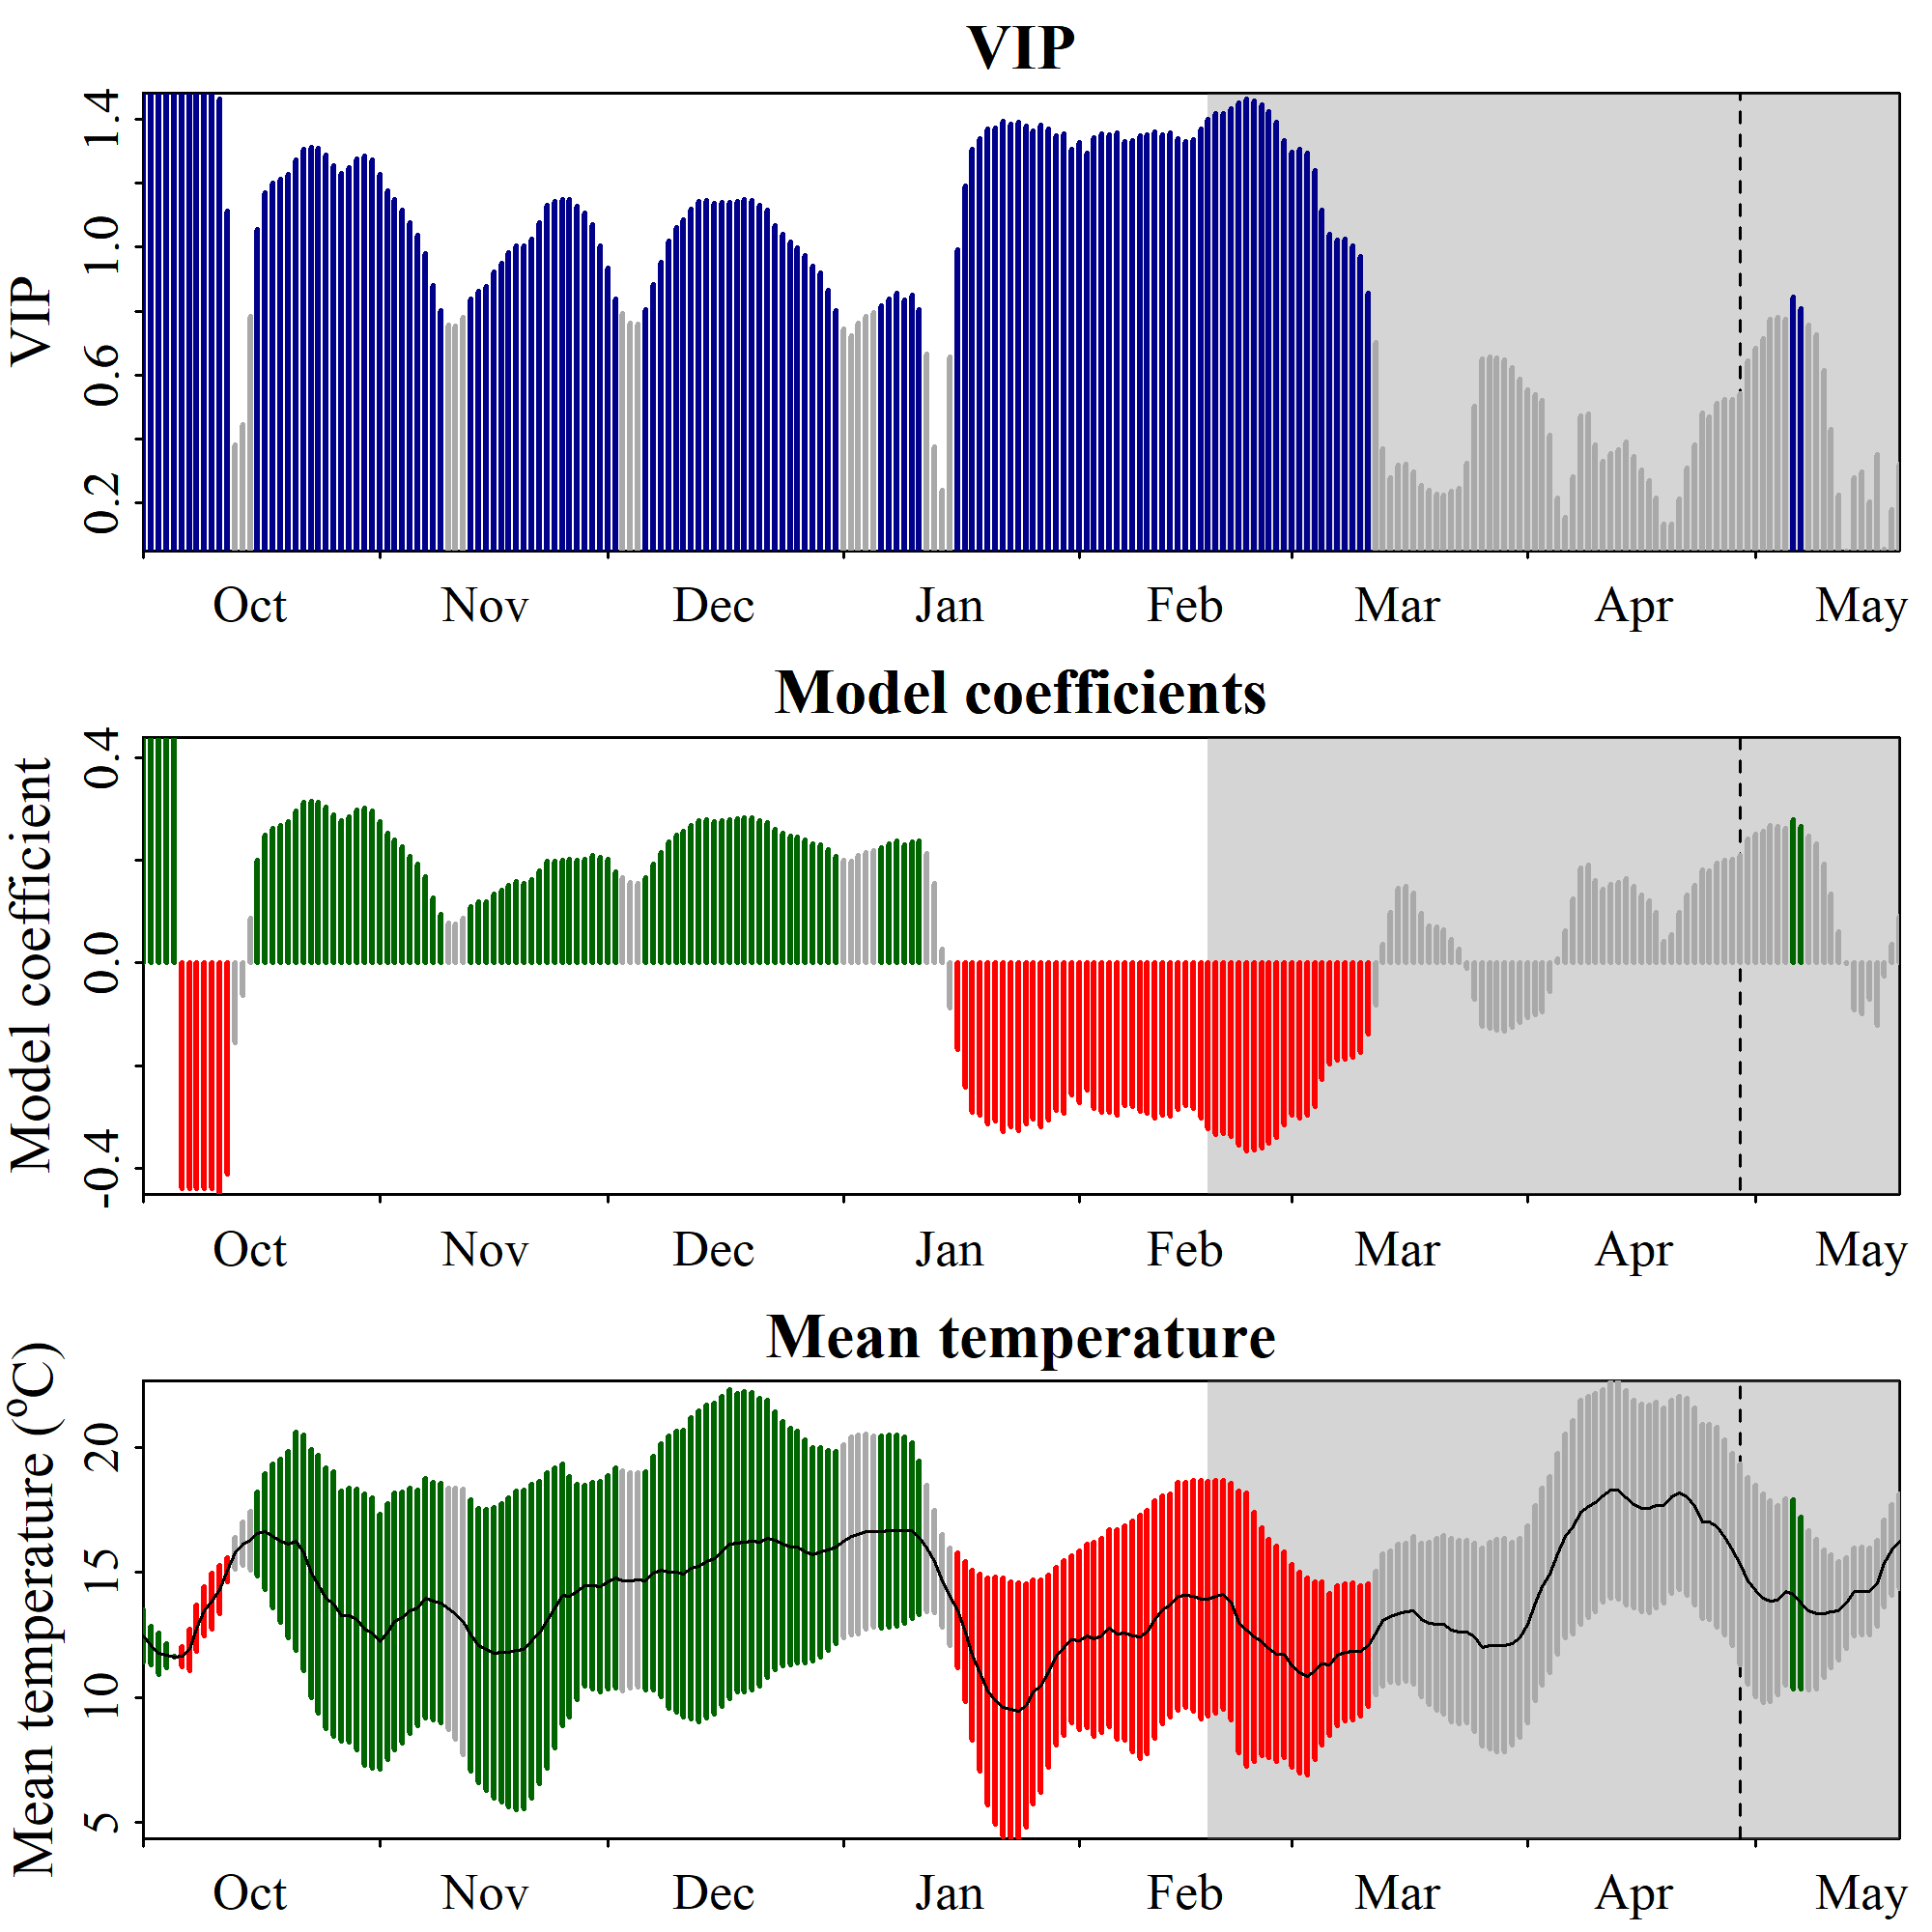 VIP
VIP
1.4
1.0
0.6
0.2
Oct Nov Dec Jan Feb Mar Apr May
Model coefficients
Model coefficient
0.4
0.0
-0.4
Oct Nov Dec Jan Feb Mar Apr May
Mean temperature
Mean temperature (°C)
20
15
10
5
Oct Nov Dec Jan Feb Mar Apr May